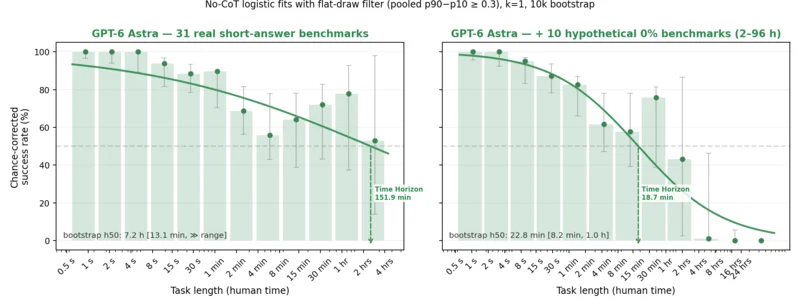 No-CoT logistic fits with flat-draw filter (pooled p90−p10 ≥ 0.3), k=1, 10k bootstrap
GPT-6 Astra — 31 real short-answer benchmarks
GPT-6 Astra — + 10 hypothetical 0% benchmarks (2–96 h)
Chance-corrected
success rate (%)
100
80
60
40
20
0
Time Horizon
151.9 min
bootstrap h50: 7.2 h [13.1 min, ≫ range]
0.5 s
1 s
2 s
4 s
8 s
15 s
30 s
1 min
2 min
4 min
8 min
15 min
30 min
1 hr
2 hrs
4 hrs
Task length (human time)
Time Horizon
18.7 min
bootstrap h50: 22.8 min [8.2 min, 1.0 h]
0.5 s
1 s
2 s
4 s
8 s
15 s
30 s
1 min
2 min
4 min
8 min
15 min
30 min
1 hr
2 hrs
4 hrs
8 hrs
16 hrs
24 hrs
Task length (human time)